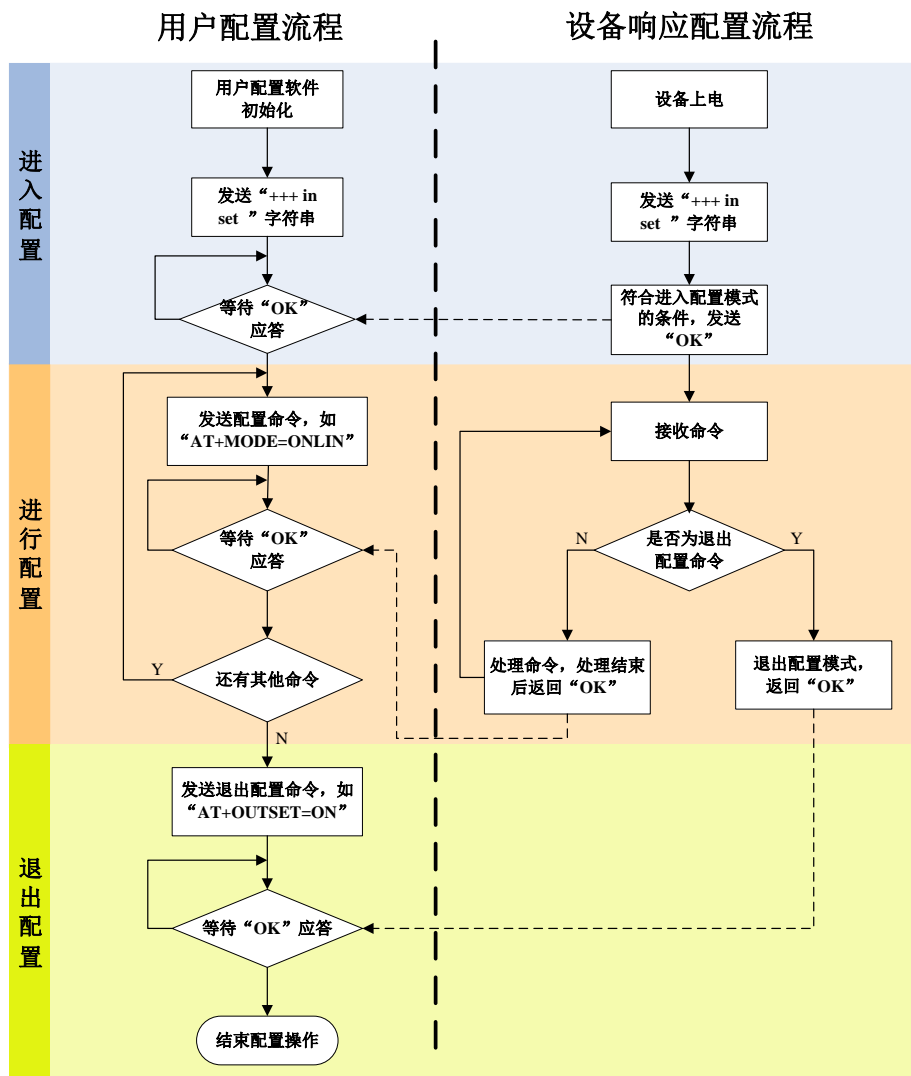 用户配置流程
设备响应配置流程
进入配置
用户配置软件
初始化
发送“+++ in
set ”字符串
等待“OK”
应答
设备上电
发送“+++ in
set ”字符串
符合进入配置模式
的条件，发送
“OK”
进行配置
发送配置命令，如
“AT+MODE=ONLIN”
等待“OK”
应答
还有其他命令
Y
N
接收命令
是否为退出
配置命令
N
Y
处理命令，处理结束
后返回“OK”
退出配置模式，
返回“OK”
退出配置
发送退出配置命令，如
“AT+OUTSET=ON”
等待“OK”应答
结束配置操作